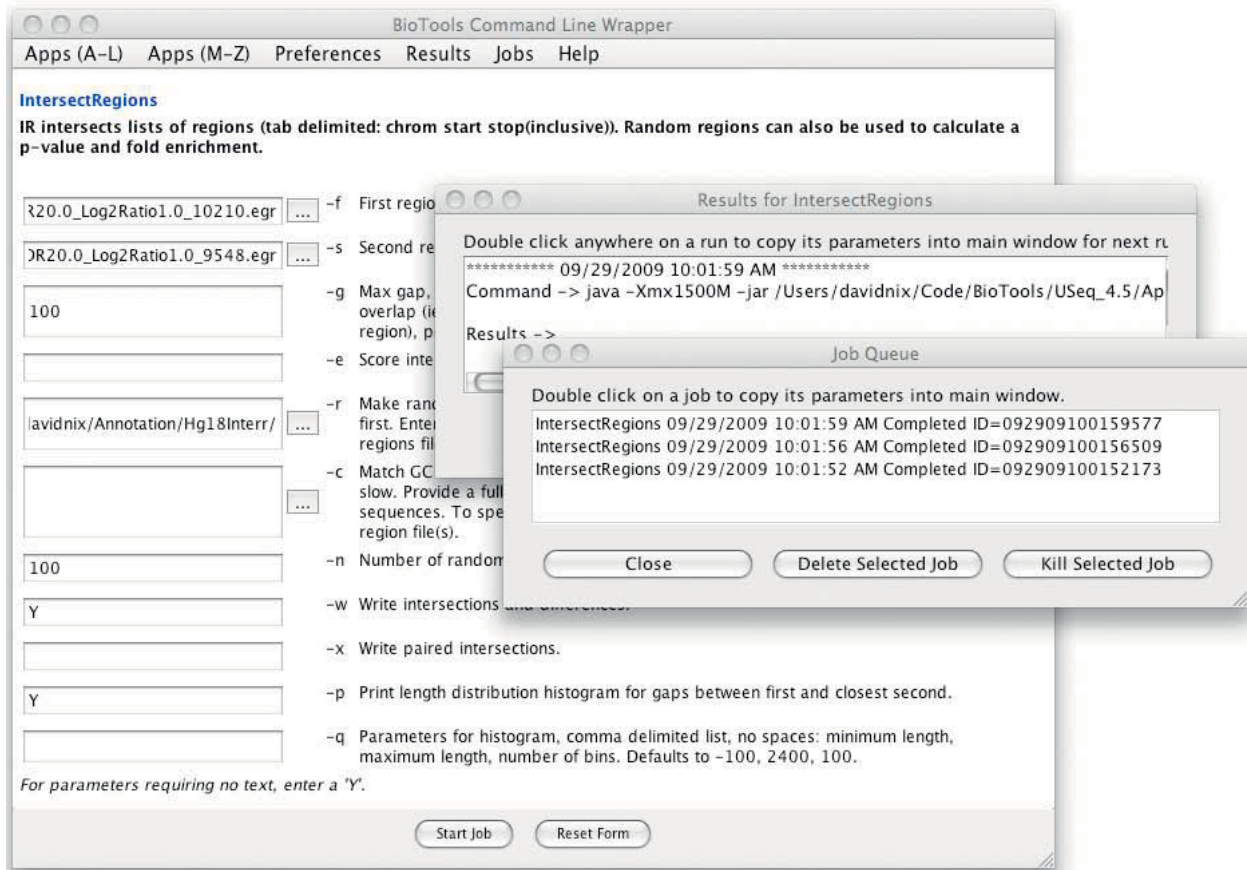 BioTools Command Line Wrapper
Apps (A-L) Apps (M-Z) Preferences Results Jobs Help
IntersectRegions
IR intersects lists of regions (tab delimited: chrom start stop(inclusive)). Random regions can also be used to calculate a
p-value and fold enrichment.
R20.0_Log2Ratio1.0_10210.egr ... -f First regio
DR20.0_Log2Ratio1.0_9548.egr ... -s Second re
100 -g Max gap,
overlap (ie
region), p
-e Score inte
avidnix/Annotation/Hg18Interr/ ... -r Make rand
first. Enter
regions fil
... -c Match GC
slow. Provide a full
sequences. To spe
region file(s).
100 -n Number of random
Y -w Write intersections and differences.
-x Write paired intersections.
Y -p Print length distribution histogram for gaps between first and closest second.
-q Parameters for histogram, comma delimited list, no spaces: minimum length,
maximum length, number of bins. Defaults to -100, 2400, 100.
For parameters requiring no text, enter a 'Y'.
Start Job Reset Form
Results for IntersectRegions
Double click anywhere on a run to copy its parameters into main window for next ru
*********** 09/29/2009 10:01:59 AM ***********
Command -> java -Xmx1500M -jar /Users/davidnix/Code/BioTools/USeq_4.5/Ap
Results ->
Job Queue
Double click on a job to copy its parameters into main window.
IntersectRegions 09/29/2009 10:01:59 AM Completed ID=092909100159577
IntersectRegions 09/29/2009 10:01:56 AM Completed ID=092909100156509
IntersectRegions 09/29/2009 10:01:52 AM Completed ID=092909100152173
Close Delete Selected Job Kill Selected Job